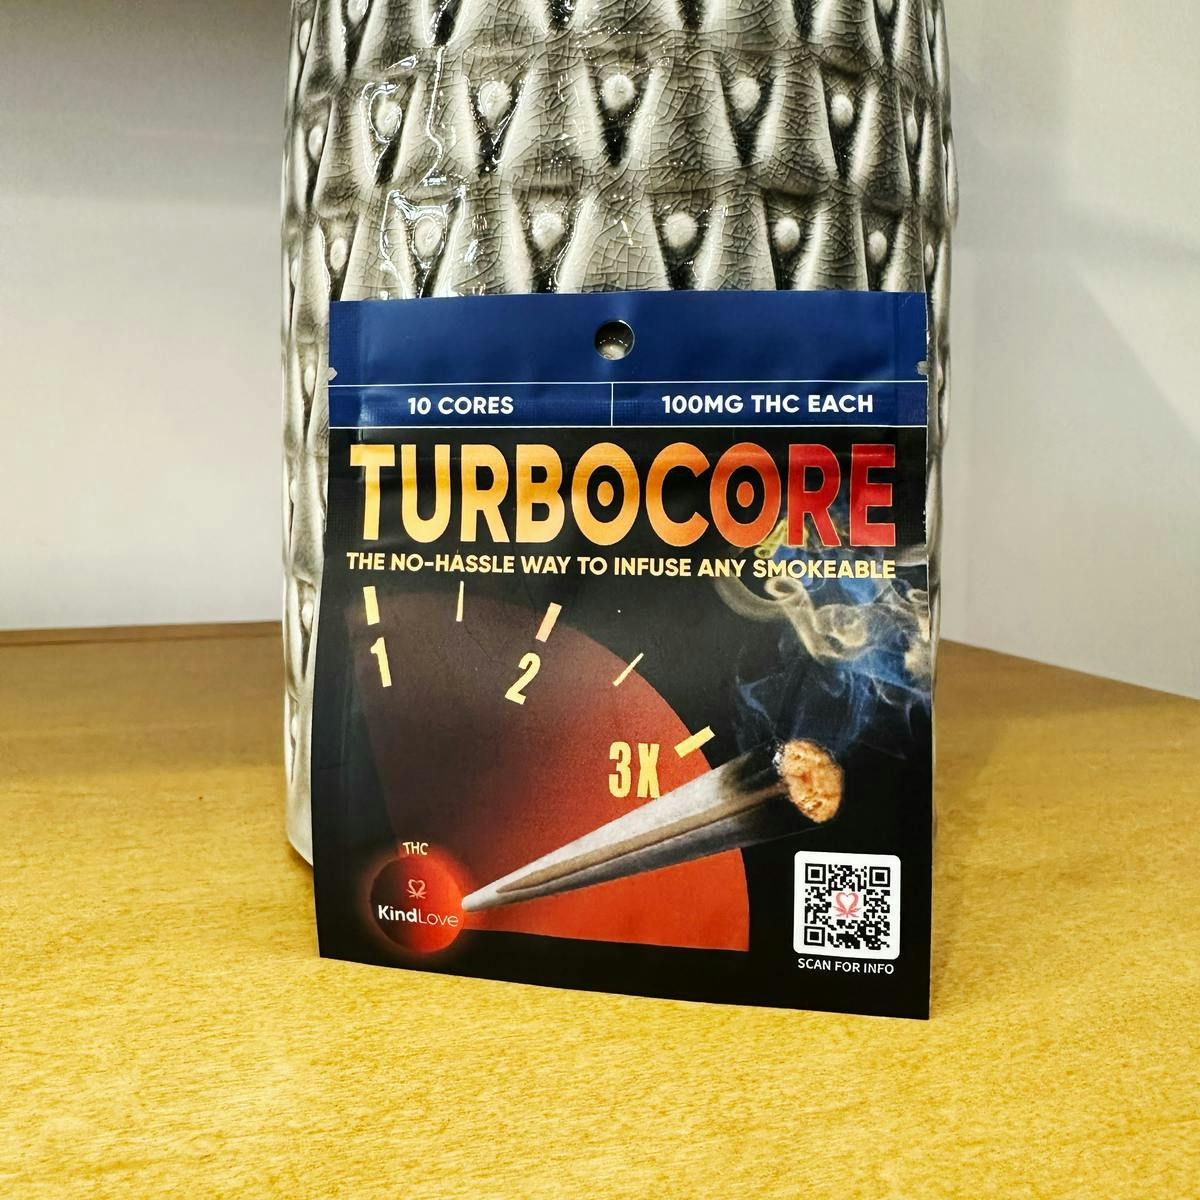 10 CORES
100MG THC EACH
TURBOCORE
THE NO-HASSLE WAY TO INFUSE ANY SMOKEABLE
1
2
3X
THC
KindLove
SCAN FOR INFO